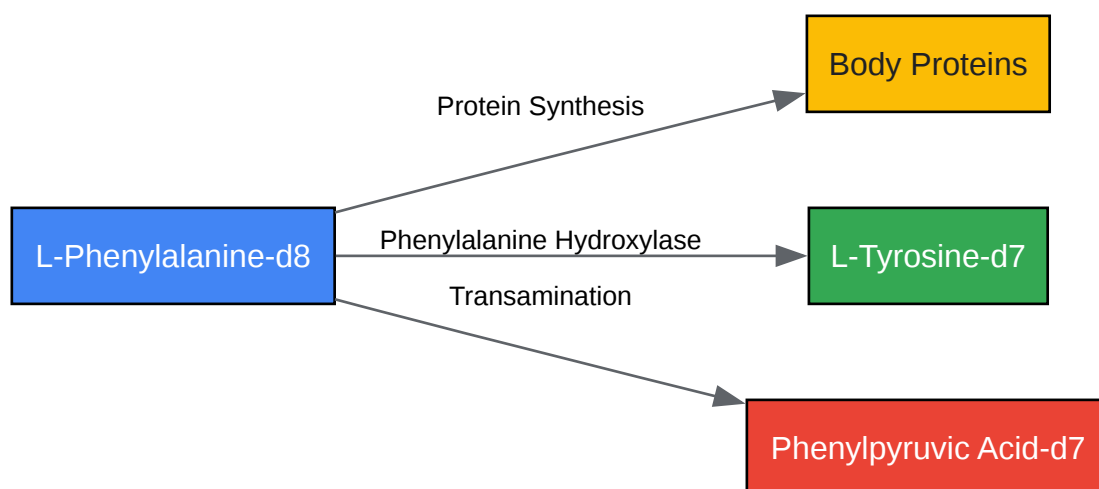 Body Proteins
Protein Synthesis
L-Phenylalanine-d8
Phenylalanine Hydroxylase
L-Tyrosine-d7
Transamination
Phenylpyruvic Acid-d7